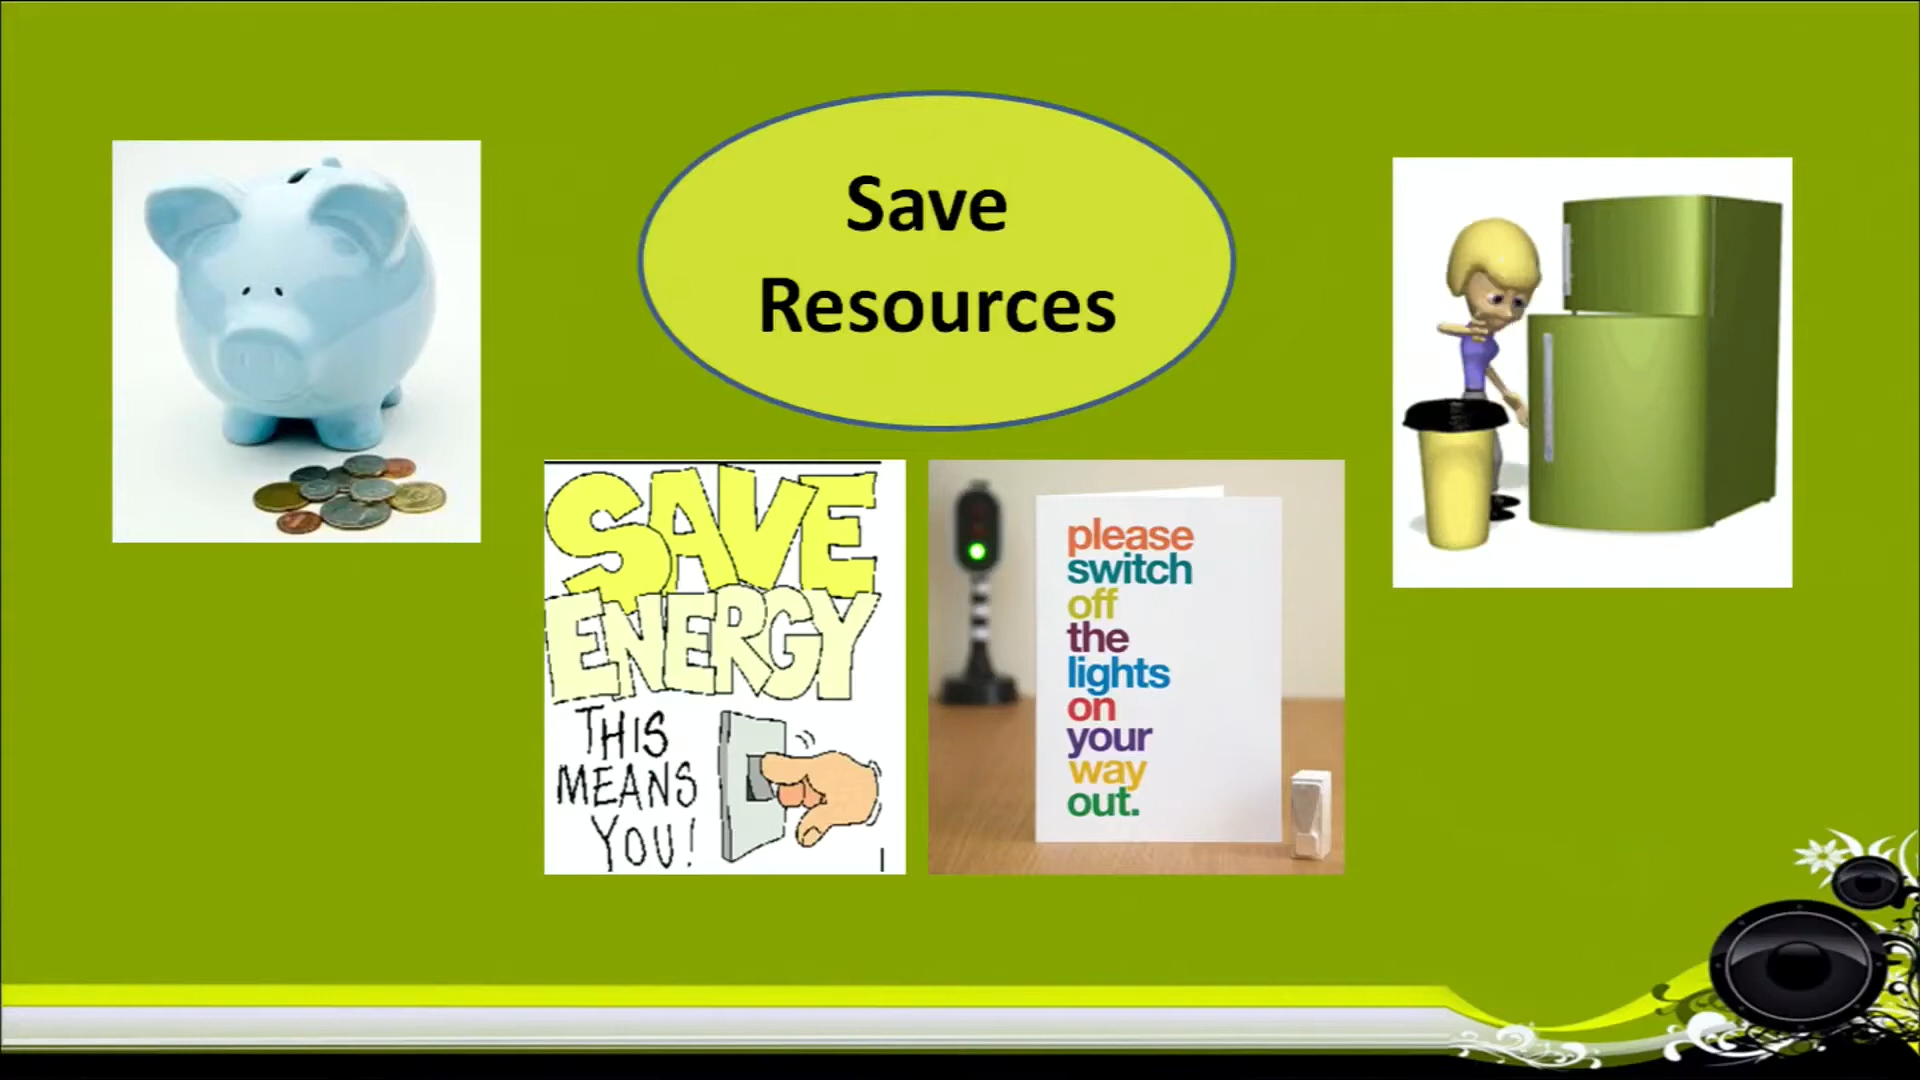 Save
Resources
SAVE
ENERGY
THIS
MEANS
YOU!
please
switch
off
the
lights
on
your
way
out.